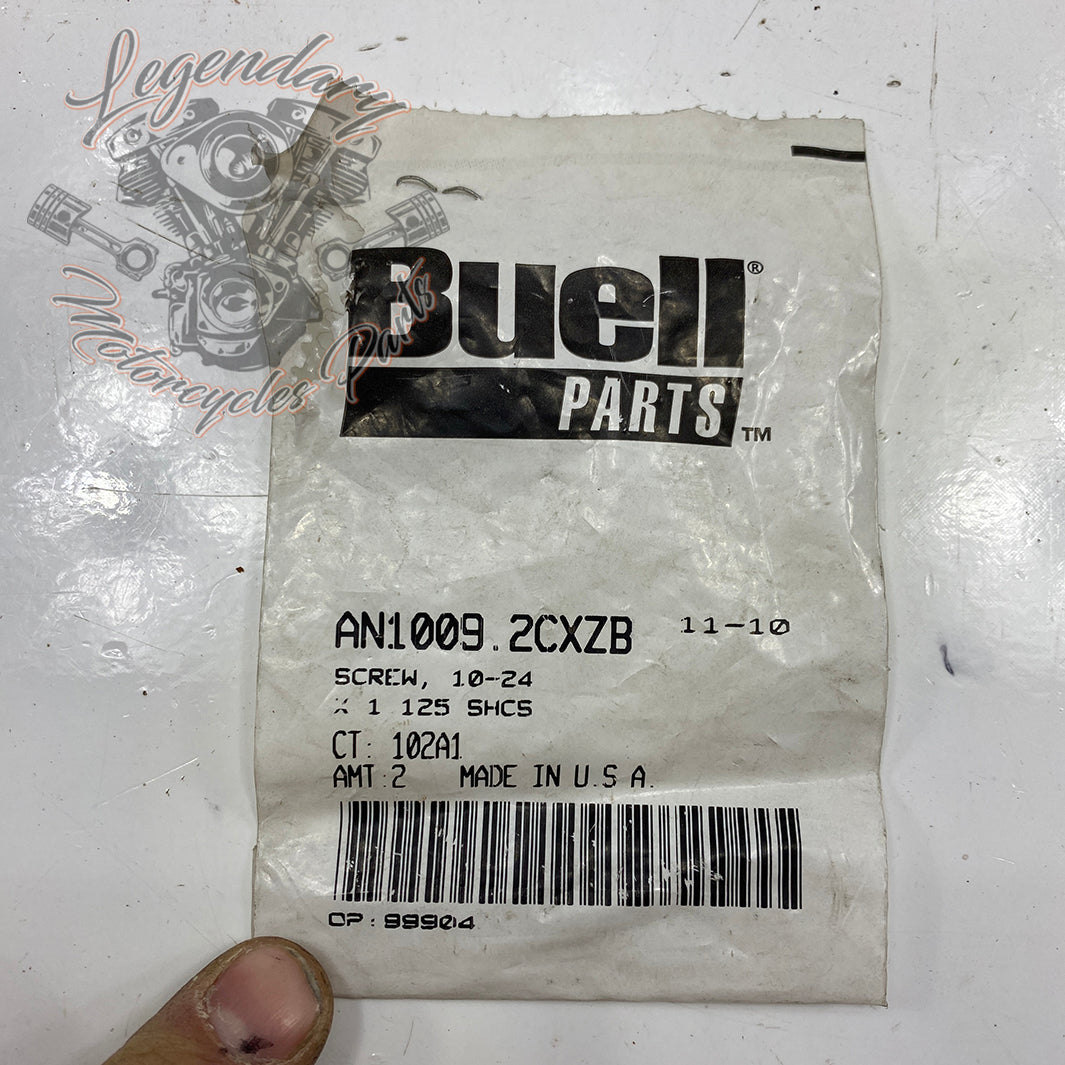 Legendary
Motorcycles Parts
Buell®
PARTS™
AN1009.2CXZB 11-10
SCREW, 10-24
X 1 125 SHCS
CT: 102A1
AMT:2 MADE IN U.S A.
OP: 99904